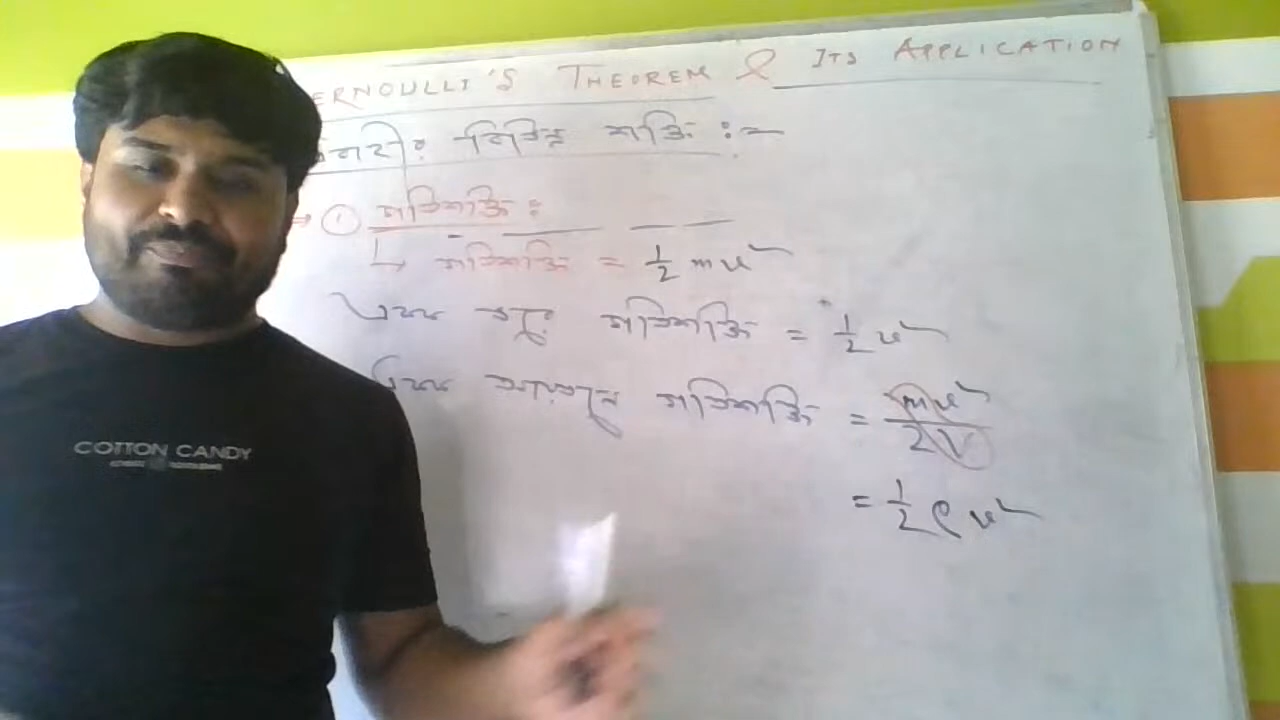 ERNOULLI'S THEOREM & ITS APPLICATION
বিভিন্ন শক্তি :-
→ ① গতিশক্তি :
↳ গতিশক্তি = 1/2 mv²
একক ভরে গতিশক্তি = 1/2 v²
একক আয়তনে গতিশক্তি = mv²/2V
= 1/2 ρv²
COTTON CANDY